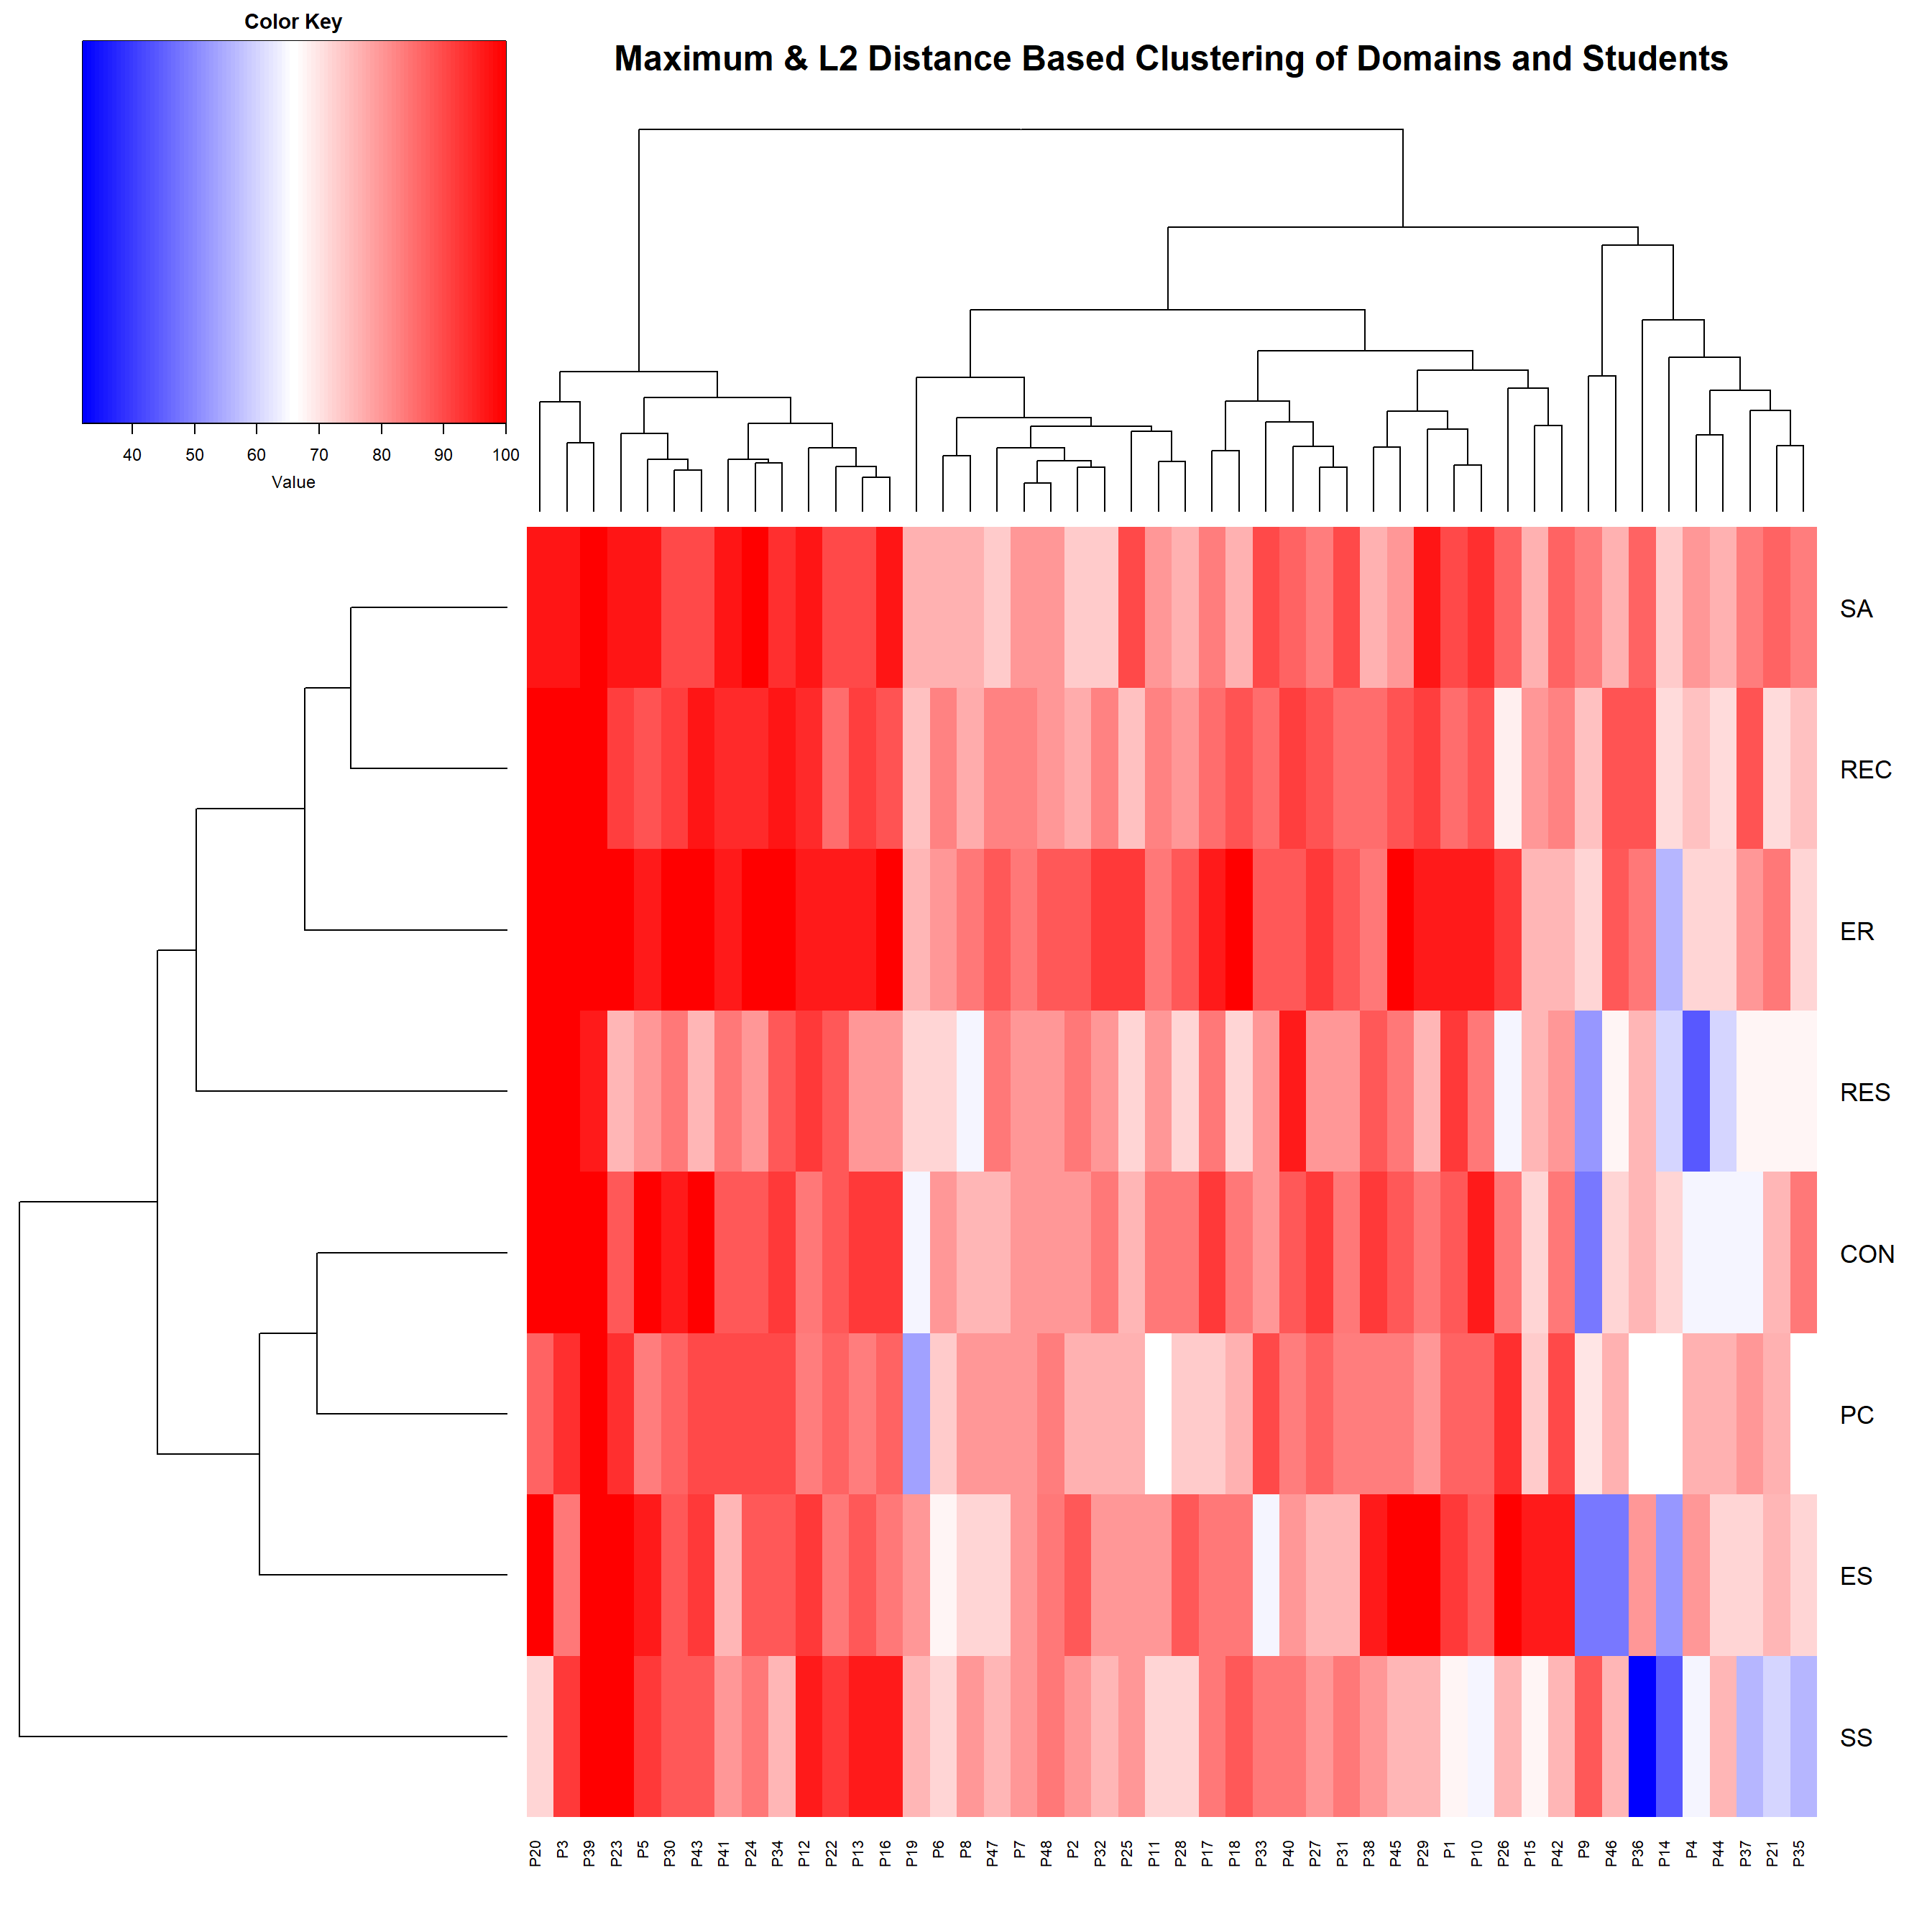 Color Key
Maximum & L2 Distance Based Clustering of Domains and Students
40 50 60 70 80 90 100
Value
SA
REC
ER
RES
CON
PC
ES
SS
P20 P3 P39 P23 P5 P30 P43 P41 P24 P34 P12 P22 P13 P16 P19 P6 P8 P47 P7 P48 P2 P32 P25 P11 P28 P17 P18 P33 P40 P27 P31 P38 P45 P29 P1 P10 P26 P15 P42 P9 P46 P36 P14 P4 P44 P37 P21 P35